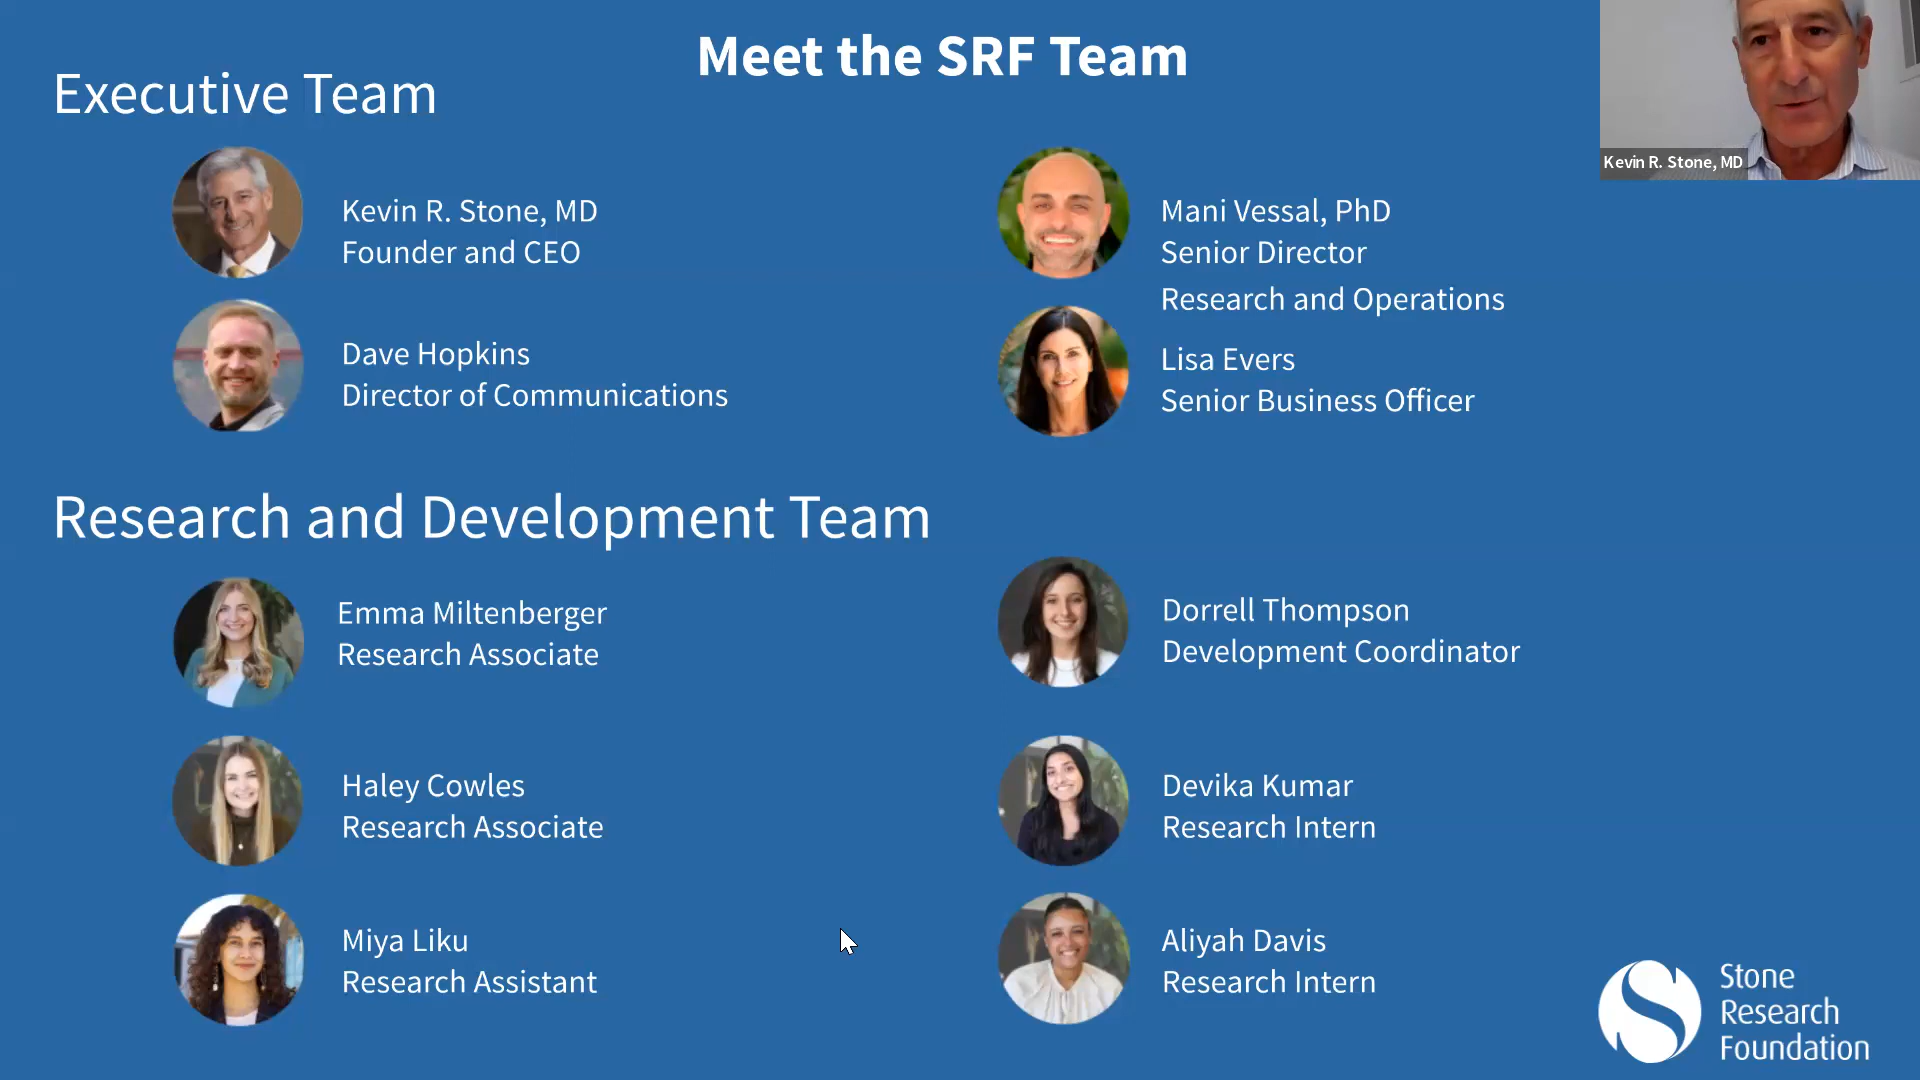 Meet the SRF Team
Executive Team
Kevin R. Stone, MD
Kevin R. Stone, MD
Founder and CEO
Mani Vessal, PhD
Senior Director
Research and Operations
Dave Hopkins
Director of Communications
Lisa Evers
Senior Business Officer
Research and Development Team
Emma Miltenberger
Research Associate
Dorrell Thompson
Development Coordinator
Haley Cowles
Research Associate
Devika Kumar
Research Intern
Miya Liku
Research Assistant
Aliyah Davis
Research Intern
Stone
Research
Foundation